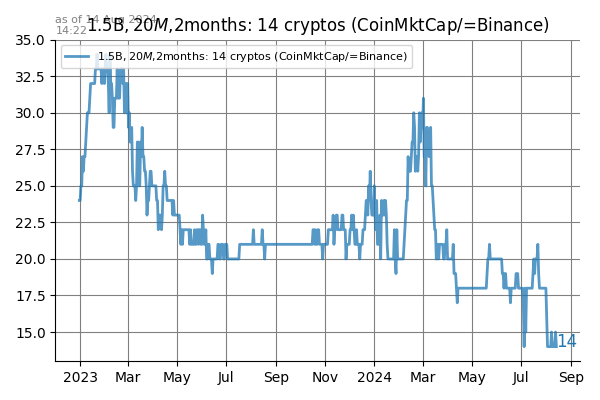 as of 14 Aug 2024
14:22
1.5B, 20M,2months: 14 cryptos (CoinMktCap/=Binance)
1.5B, 20M,2months: 14 cryptos (CoinMktCap/=Binance)
35.0
32.5
30.0
27.5
25.0
22.5
20.0
17.5
15.0
14
2023 Mar May Jul Sep Nov 2024 Mar May Jul Sep